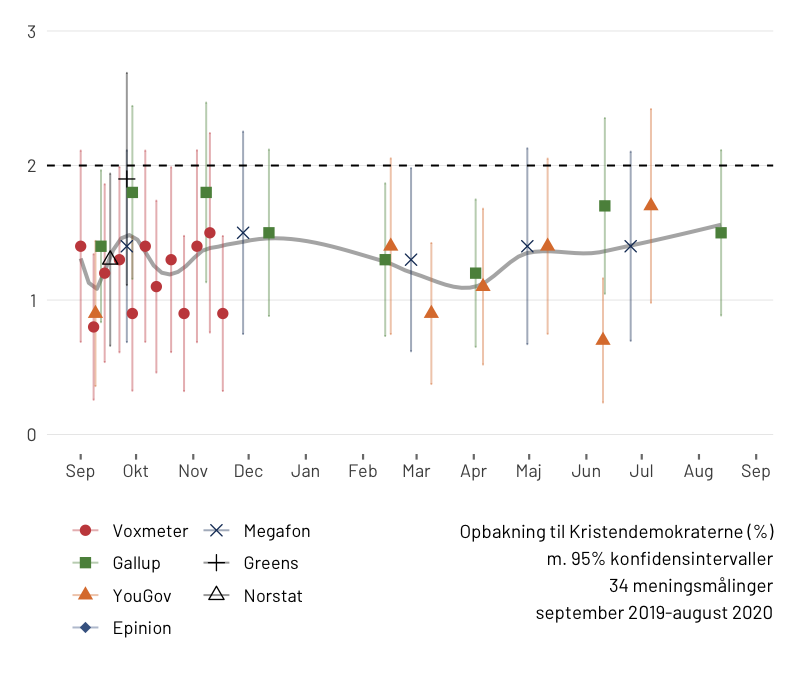 3
2
1
0
Sep Okt Nov Dec Jan Feb Mar Apr Maj Jun Jul Aug Sep
Voxmeter
Gallup
YouGov
Epinion
Megafon
Greens
Norstat
Opbakning til Kristendemokraterne (%)
m. 95% konfidensintervaller
34 meningsmålinger
september 2019-august 2020